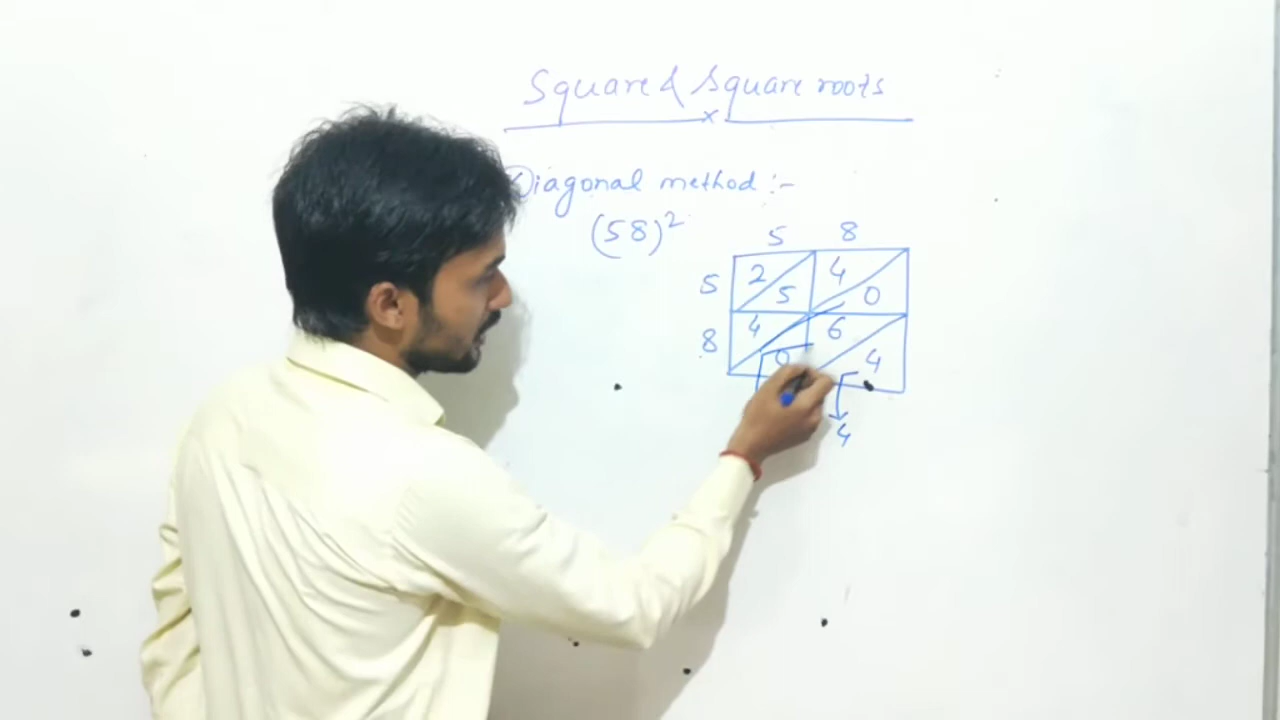 Square & Square roots
Diagonal method :-
(58)²
5 8
5 2 5 4 0
8 4 0 6 4
4